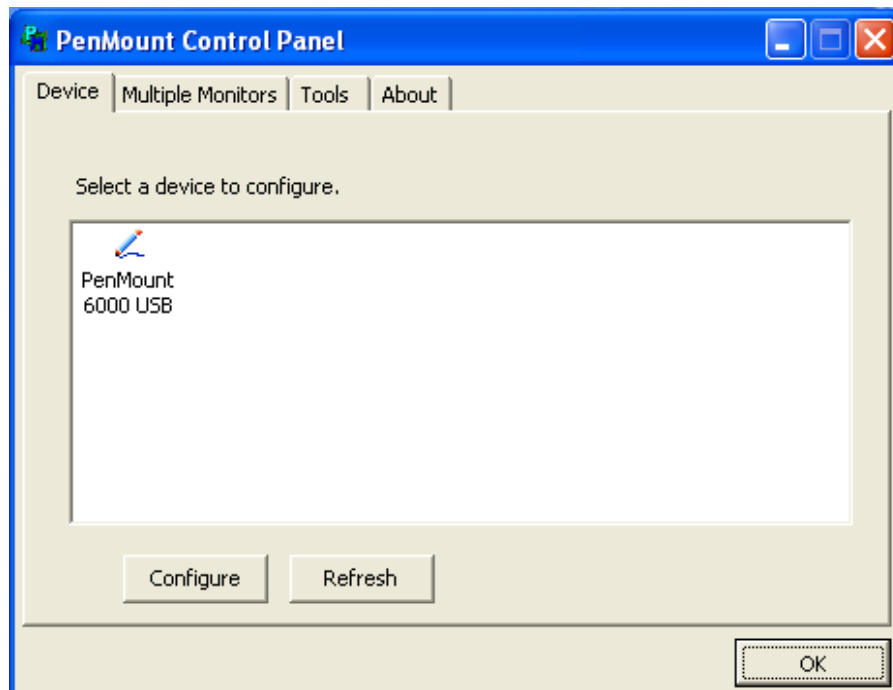 PenMount Control Panel
Device Multiple Monitors Tools About
Select a device to configure.
PenMount
6000 USB
Configure Refresh
OK